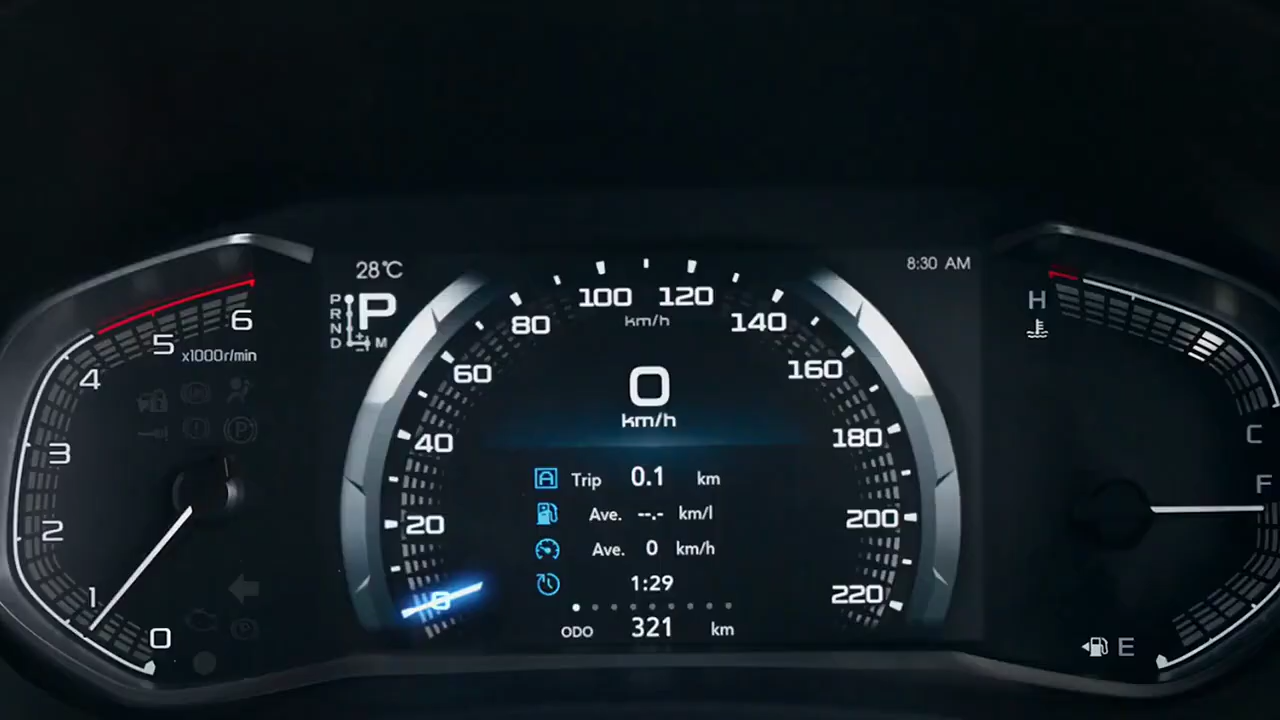 28℃
8:30 AM
P
R
N
D
P
+
−
M
6
5
4
3
2
1
0
x1000r/min
0
20
40
60
80
100
120
140
160
180
200
220
km/h
0
km/h
A Trip 0.1 km
Ave. --.- km/l
Ave. 0 km/h
1:29
ODO 321 km
H
C
F
E
(P)